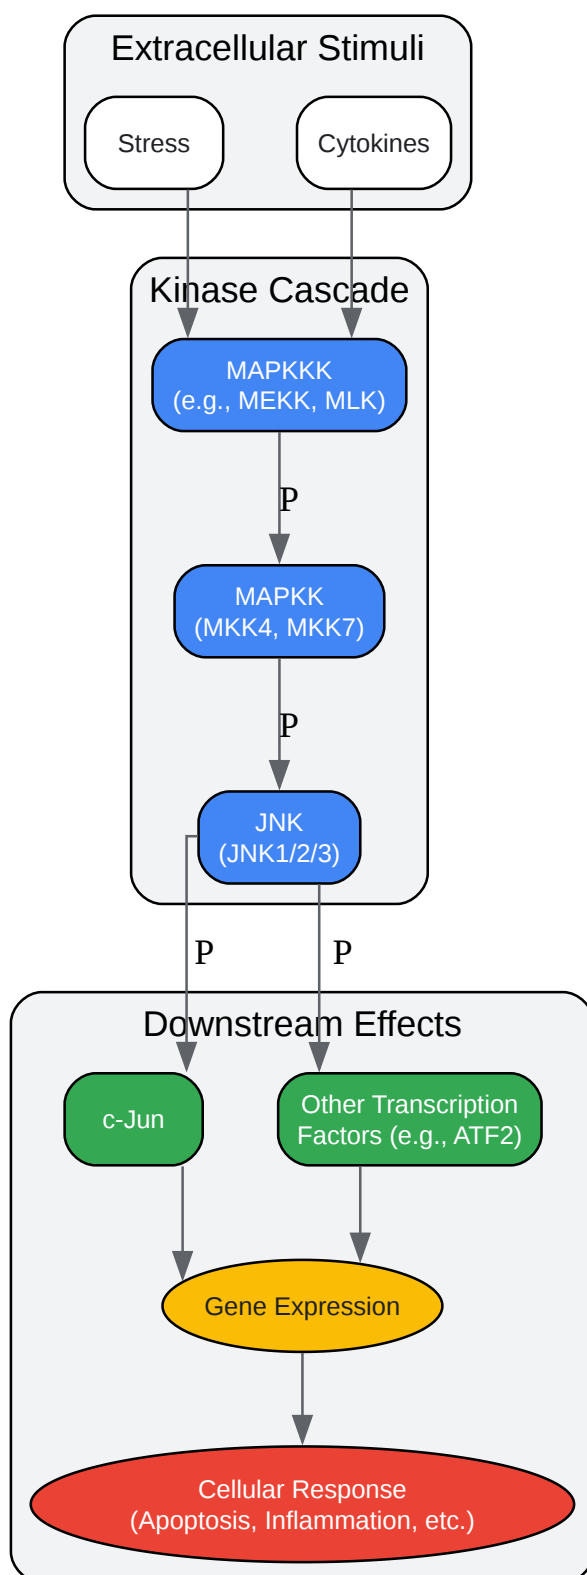 Extracellular Stimuli
Stress
Cytokines
Kinase Cascade
MAPKKK
(e.g., MEKK, MLK)
P
MAPKK
(MKK4, MKK7)
P
JNK
(JNK1/2/3)
P
P
Downstream Effects
c-Jun
Other Transcription
Factors (e.g., ATF2)
Gene Expression
Cellular Response
(Apoptosis, Inflammation, etc.)